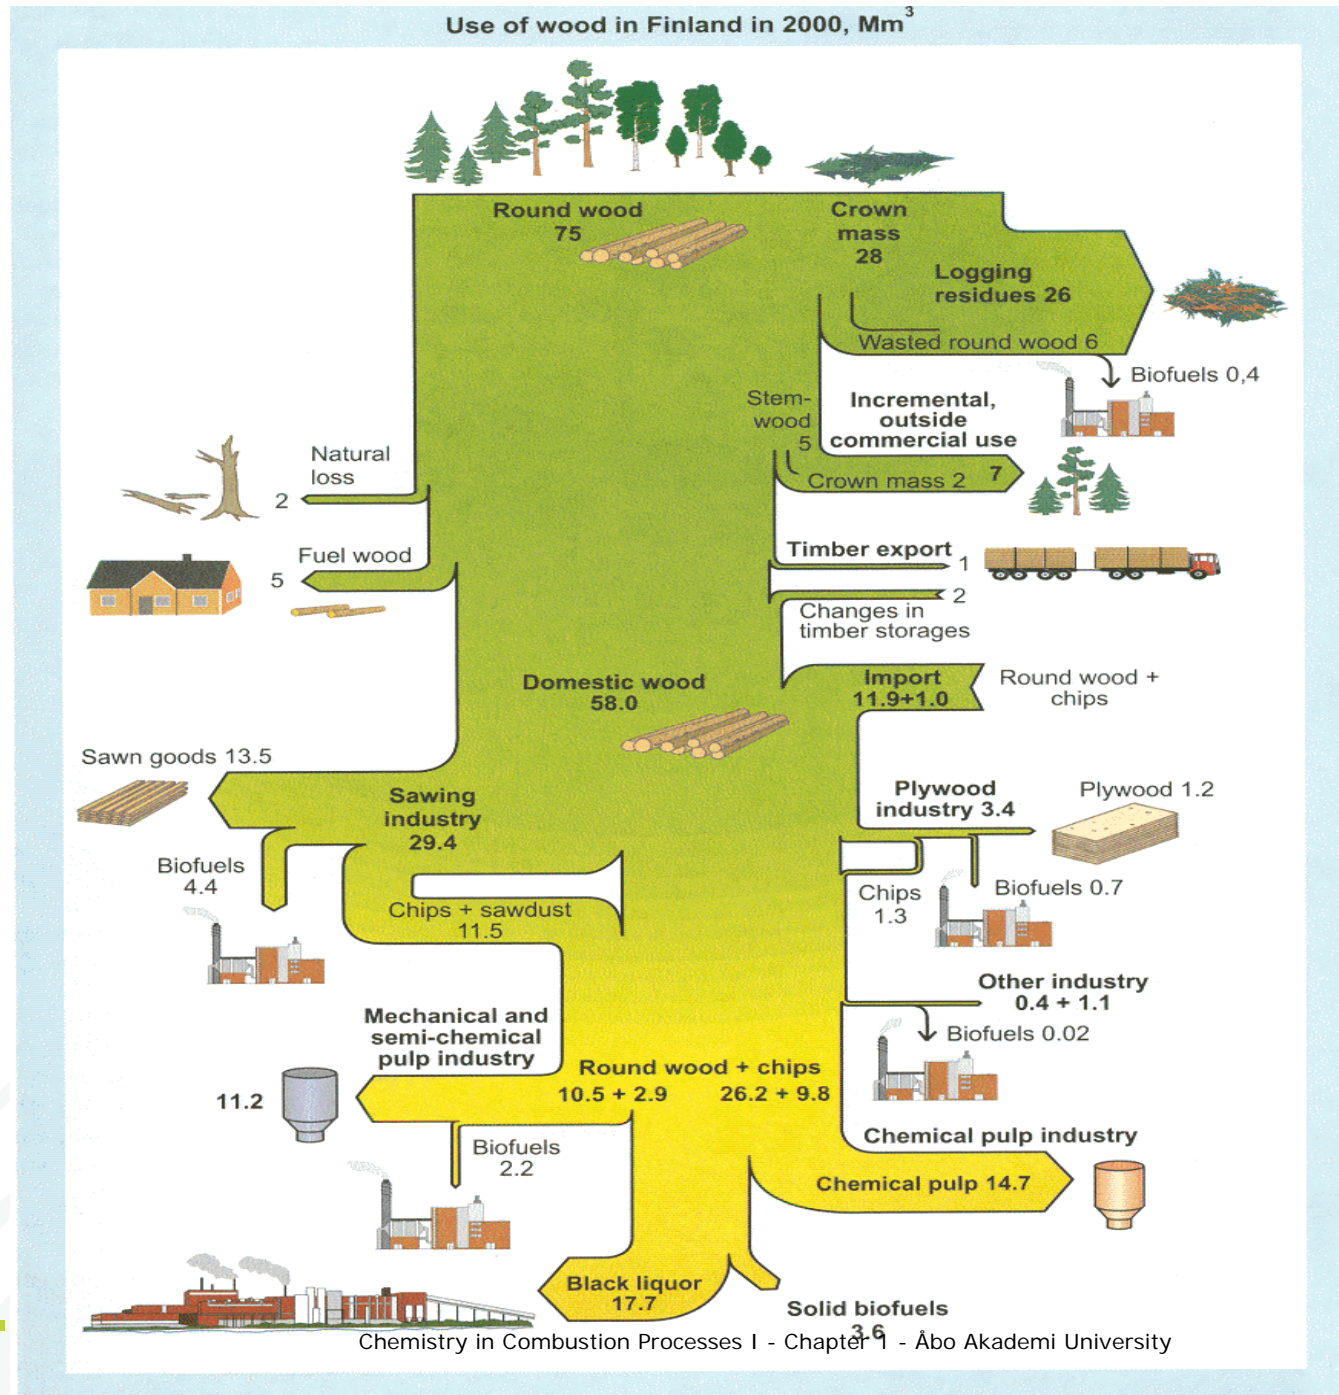 Use of wood in Finland in 2000, Mm³
Round wood
75
Crown
mass
28
Logging
residues 26
Wasted round wood 6
Biofuels 0,4
Stem-
wood
5
Incremental,
outside
commercial use
7
Crown mass 2
Natural
loss
2
Fuel wood
5
Timber export
1
2
Changes in
timber storages
Domestic wood
58.0
Import
11.9+1.0
Round wood +
chips
Sawn goods 13.5
Sawing
industry
29.4
Plywood
industry 3.4
Plywood 1.2
Biofuels
4.4
Chips + sawdust
11.5
Chips
1.3
Biofuels 0.7
Other industry
0.4 + 1.1
Biofuels 0.02
Mechanical and
semi-chemical
pulp industry
11.2
Round wood + chips
10.5 + 2.9
26.2 + 9.8
Biofuels
2.2
Chemical pulp industry
Chemical pulp 14.7
Black liquor
17.7
Solid biofuels
3.6
Chemistry in Combustion Processes I - Chapter 1 - Åbo Akademi University